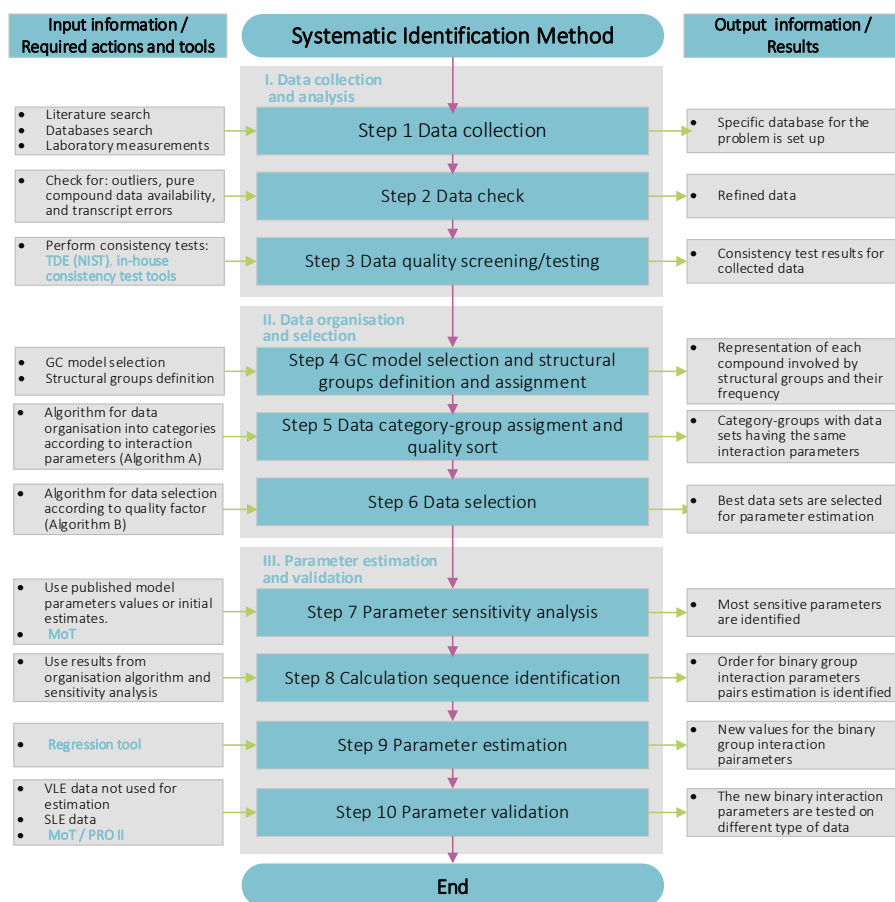 Input information /
Required actions and tools
Systematic Identification Method
Output information /
Results
I. Data collection
and analysis
• Literature search
• Databases search
• Laboratory measurements
Step 1 Data collection
• Specific database for the
problem is set up
• Check for: outliers, pure
compound data availability,
and transcript errors
Step 2 Data check
• Refined data
• Perform consistency tests:
TDE (NIST), in-house
consistency test tools
Step 3 Data quality screening/testing
• Consistency test results for
collected data
II. Data organisation
and selection
• GC model selection
• Structural groups definition
Step 4 GC model selection and structural
groups definition and assignment
• Representation of each
compound involved by
structural groups and their
frequency
• Algorithm for data
organisation into categories
according to interaction
parameters (Algorithm A)
Step 5 Data category-group assigment and
quality sort
• Category-groups with data
sets having the same
interaction parameters
• Algorithm for data selection
according to quality factor
(Algorithm B)
Step 6 Data selection
• Best data sets are selected
for parameter estimation
III. Parameter estimation
and validation
• Use published model
parameters values or initial
estimates.
• MoT
Step 7 Parameter sensitivity analysis
• Most sensitive parameters
are identified
• Use results from
organisation algorithm and
sensitivity analysis
Step 8 Calculation sequence identification
• Order for binary group
interaction parameters
pairs estimation is identified
• Regression tool
Step 9 Parameter estimation
• New values for the binary
group interaction
pairameters
• VLE data not used for
estimation
• SLE data
• MoT / PRO II
Step 10 Parameter validation
• The new binary interaction
parameters are tested on
different type of data
End